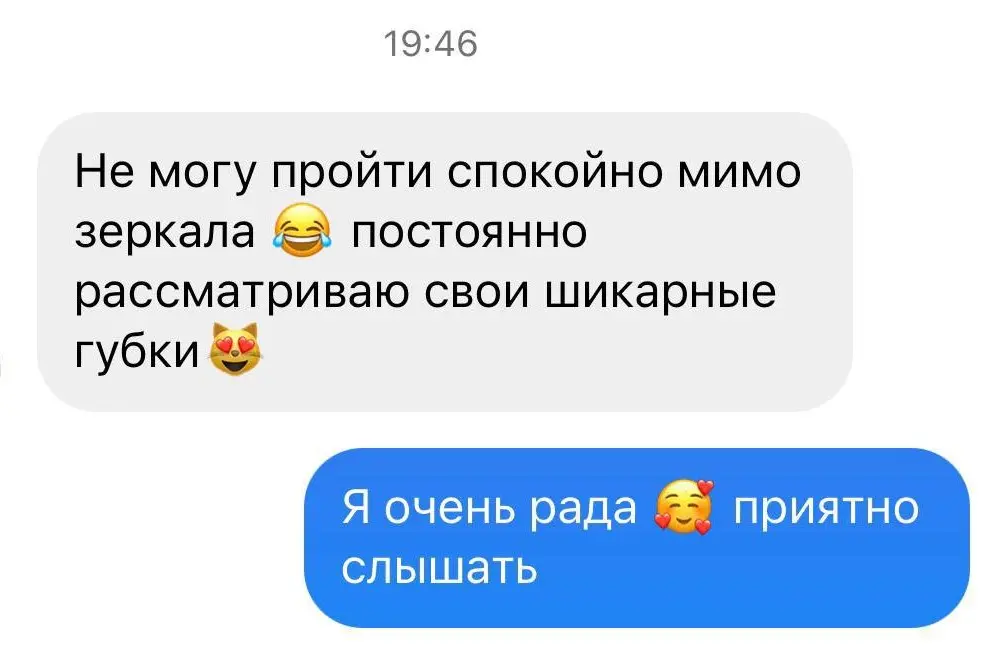 19:46
Не могу пройти спокойно мимо
зеркала 😂 постоянно
рассматриваю свои шикарные
губки😻
Я очень рада 🥰 приятно
слышать